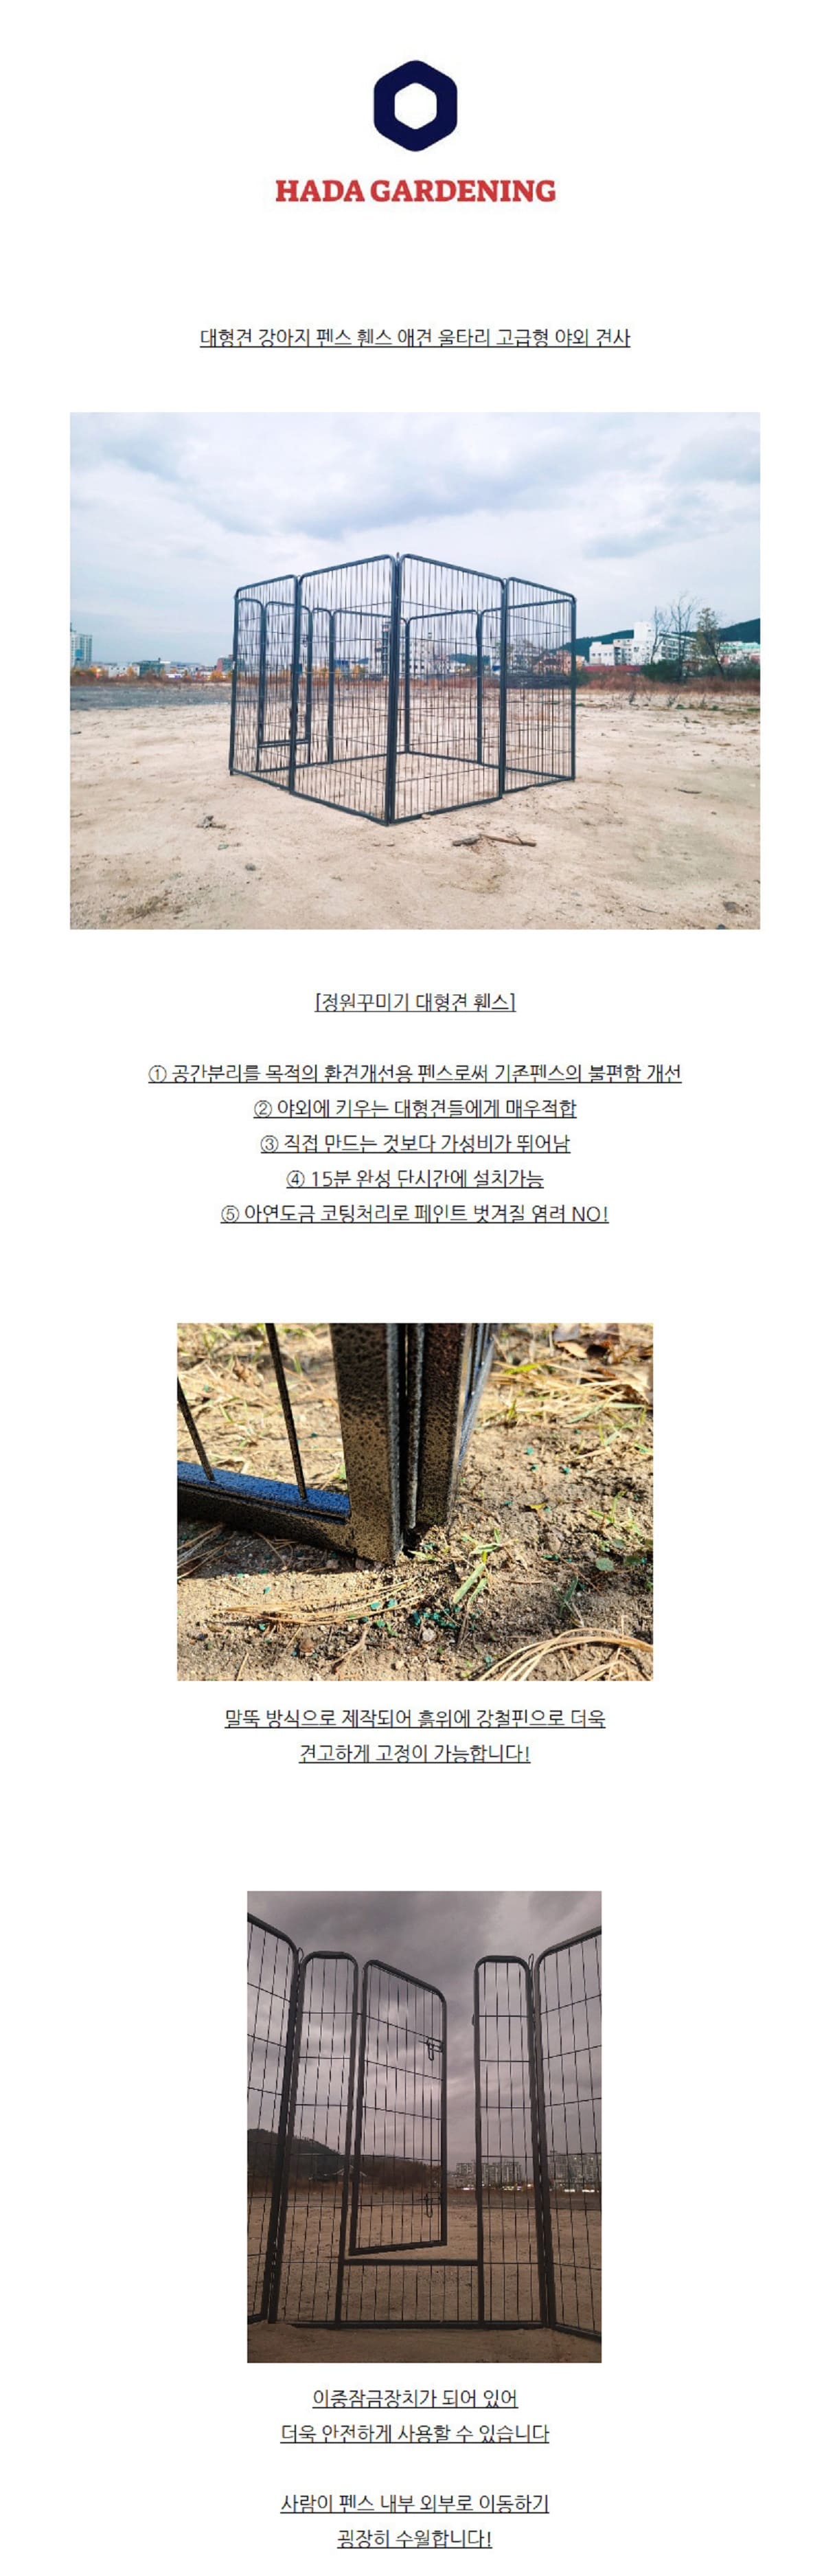 HADA GARDENING
대형견 강아지 펜스 휀스 애견 울타리 고급형 야외 견사
[정원꾸미기 대형견 휀스]
① 공간분리를 목적의 환견개선용 펜스로써 기존펜스의 불편함 개선
② 야외에 키우는 대형견들에게 매우적합
③ 직접 만드는 것보다 가성비가 뛰어남
④ 15분 완성 단시간에 설치가능
⑤ 아연도금 코팅처리로 페인트 벗겨질 염려 NO!
말뚝 방식으로 제작되어 흙위에 강철핀으로 더욱
견고하게 고정이 가능합니다!
이중잠금장치가 되어 있어
더욱 안전하게 사용할 수 있습니다
사람이 펜스 내부 외부로 이동하기
굉장히 수월합니다!